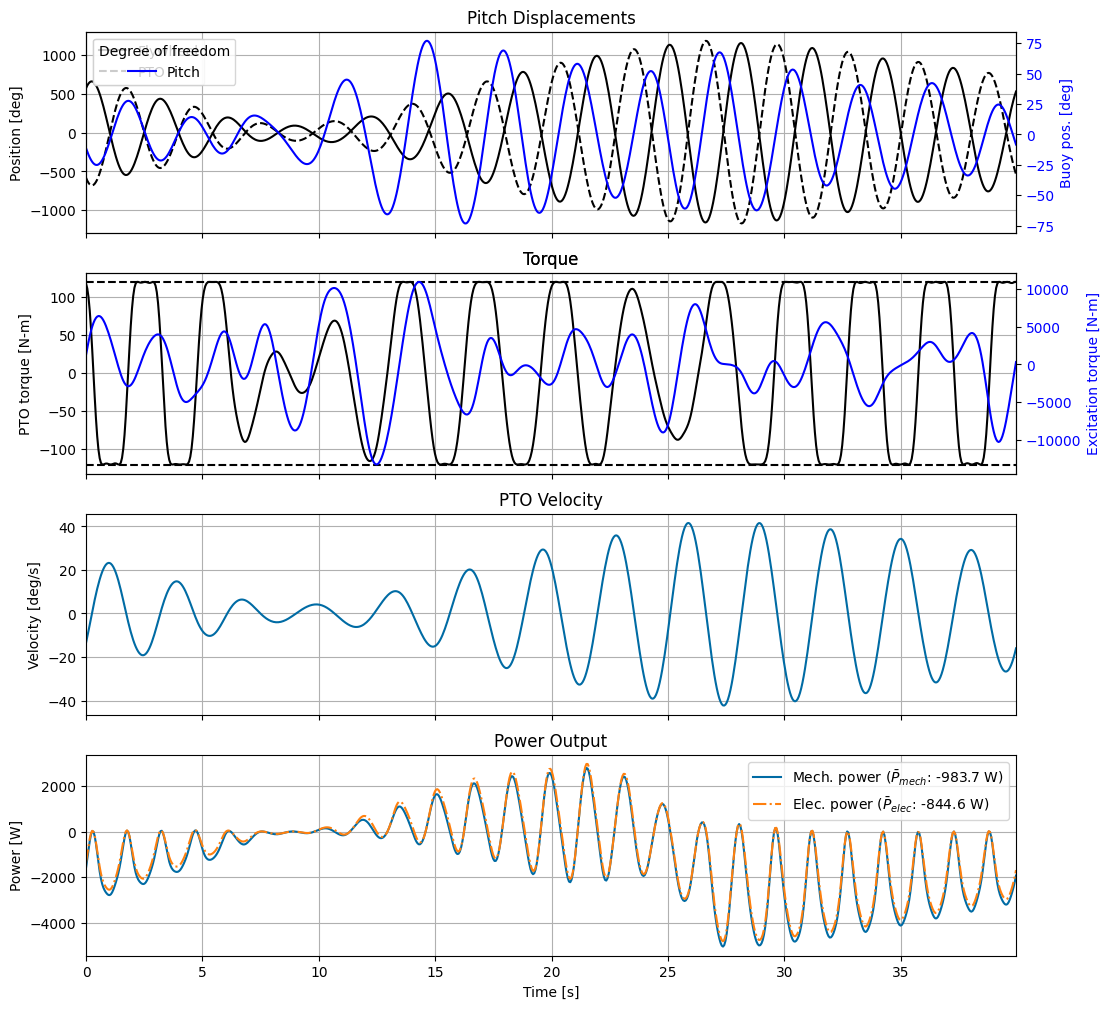 Pitch Displacements
Degree of freedom
PTO
Pitch
Position [deg]
1000
500
0
−500
−1000
Buoy pos. [deg]
75
50
25
0
−25
−50
−75
Torque
PTO torque [N-m]
100
50
0
−50
−100
Excitation torque [N-m]
10000
5000
0
−5000
−10000
PTO Velocity
Velocity [deg/s]
40
20
0
−20
−40
Power Output
Mech. power (P̄mech: -983.7 W)
Elec. power (P̄elec: -844.6 W)
Power [W]
2000
0
−2000
−4000
0 5 10 15 20 25 30 35
Time [s]